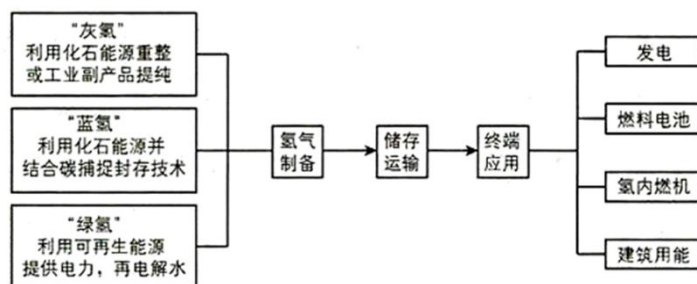 “灰氢”
利用化石能源重整
或工业副产品提纯
“蓝氢”
利用化石能源并
结合碳捕捉封存技术
“绿氢”
利用可再生能源
提供电力，再电解水
氢气
制备
储存
运输
终端
应用
发电
燃料电池
氢内燃机
建筑用能